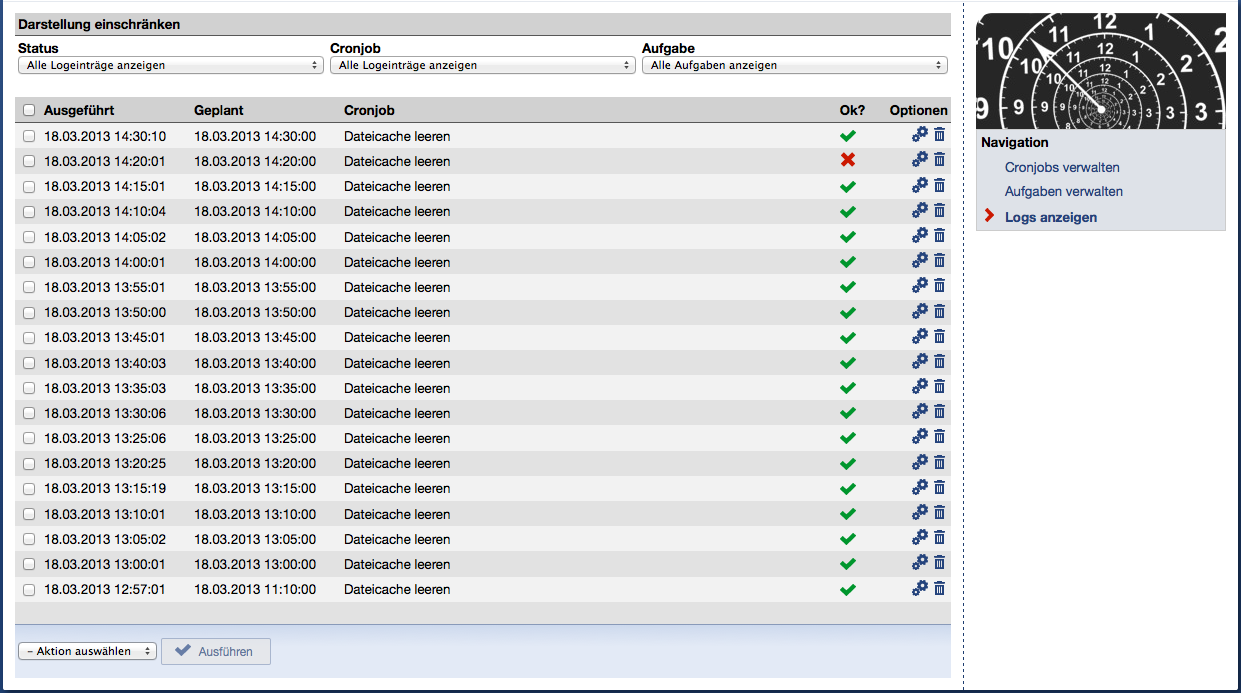 Darstellung einschränken
Status Cronjob Aufgabe
Alle Logeinträge anzeigen Alle Logeinträge anzeigen Alle Aufgaben anzeigen
Ausgeführt Geplant Cronjob Ok? Optionen
18.03.2013 14:30:10 18.03.2013 14:30:00 Dateicache leeren
18.03.2013 14:20:01 18.03.2013 14:20:00 Dateicache leeren
18.03.2013 14:15:01 18.03.2013 14:15:00 Dateicache leeren
18.03.2013 14:10:04 18.03.2013 14:10:00 Dateicache leeren
18.03.2013 14:05:02 18.03.2013 14:05:00 Dateicache leeren
18.03.2013 14:00:01 18.03.2013 14:00:00 Dateicache leeren
18.03.2013 13:55:01 18.03.2013 13:55:00 Dateicache leeren
18.03.2013 13:50:00 18.03.2013 13:50:00 Dateicache leeren
18.03.2013 13:45:01 18.03.2013 13:45:00 Dateicache leeren
18.03.2013 13:40:03 18.03.2013 13:40:00 Dateicache leeren
18.03.2013 13:35:03 18.03.2013 13:35:00 Dateicache leeren
18.03.2013 13:30:06 18.03.2013 13:30:00 Dateicache leeren
18.03.2013 13:25:06 18.03.2013 13:25:00 Dateicache leeren
18.03.2013 13:20:25 18.03.2013 13:20:00 Dateicache leeren
18.03.2013 13:15:19 18.03.2013 13:15:00 Dateicache leeren
18.03.2013 13:10:01 18.03.2013 13:10:00 Dateicache leeren
18.03.2013 13:05:02 18.03.2013 13:05:00 Dateicache leeren
18.03.2013 13:00:01 18.03.2013 13:00:00 Dateicache leeren
18.03.2013 12:57:01 18.03.2013 11:10:00 Dateicache leeren
– Aktion auswählen Ausführen
Navigation
Cronjobs verwalten
Aufgaben verwalten
Logs anzeigen